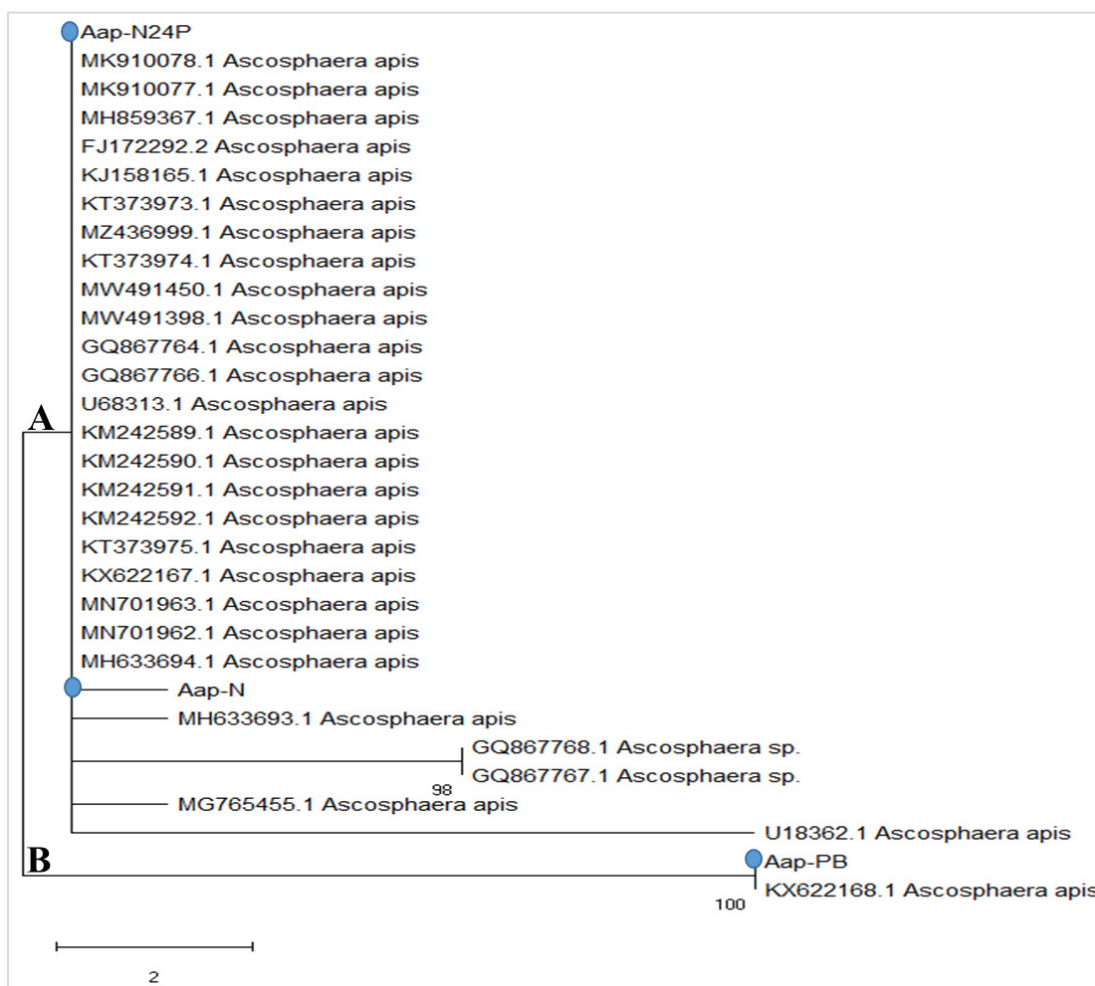 Aap-N24P
MK910078.1 Ascosphaera apis
MK910077.1 Ascosphaera apis
MH859367.1 Ascosphaera apis
FJ172292.2 Ascosphaera apis
KJ158165.1 Ascosphaera apis
KT373973.1 Ascosphaera apis
MZ436999.1 Ascosphaera apis
KT373974.1 Ascosphaera apis
MW491450.1 Ascosphaera apis
MW491398.1 Ascosphaera apis
GQ867764.1 Ascosphaera apis
GQ867766.1 Ascosphaera apis
U68313.1 Ascosphaera apis
A
KM242589.1 Ascosphaera apis
KM242590.1 Ascosphaera apis
KM242591.1 Ascosphaera apis
KM242592.1 Ascosphaera apis
KT373975.1 Ascosphaera apis
KX622167.1 Ascosphaera apis
MN701963.1 Ascosphaera apis
MN701962.1 Ascosphaera apis
MH633694.1 Ascosphaera apis
Aap-N
MH633693.1 Ascosphaera apis
GQ867768.1 Ascosphaera sp.
GQ867767.1 Ascosphaera sp.
98
MG765455.1 Ascosphaera apis
U18362.1 Ascosphaera apis
B
Aap-PB
KX622168.1 Ascosphaera apis
100
2